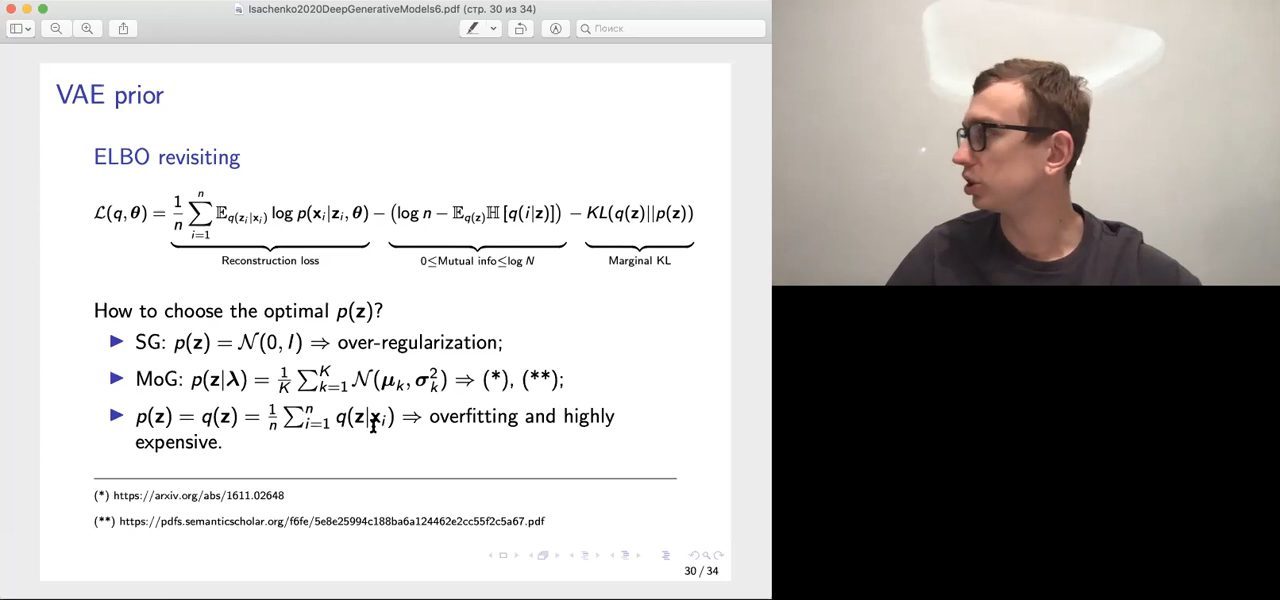 Isachenko2020DeepGenerativeModels6.pdf (стр. 30 из 34)
Поиск
VAE prior
ELBO revisiting
L(q, θ) = 1/n ∑_{i=1}^{n} 𝔼_{q(z_i|x_i)} log p(x_i|z_i, θ) − (log n − 𝔼_{q(z)}ℍ [q(i|z)]) − KL(q(z)||p(z))
Reconstruction loss 0≤Mutual info≤log N Marginal KL
How to choose the optimal p(z)?
▶ SG: p(z) = 𝒩(0, I) ⇒ over-regularization;
▶ MoG: p(z|λ) = 1/K ∑_{k=1}^{K} 𝒩(μ_k, σ_k^2) ⇒ (*), (**);
▶ p(z) = q(z) = 1/n ∑_{i=1}^{n} q(z|x_i) ⇒ overfitting and highly
expensive.
(*) https://arxiv.org/abs/1611.02648
(**) https://pdfs.semanticscholar.org/f6fe/5e8e25994c188ba6a124462e2cc55f2c5a67.pdf
30 / 34